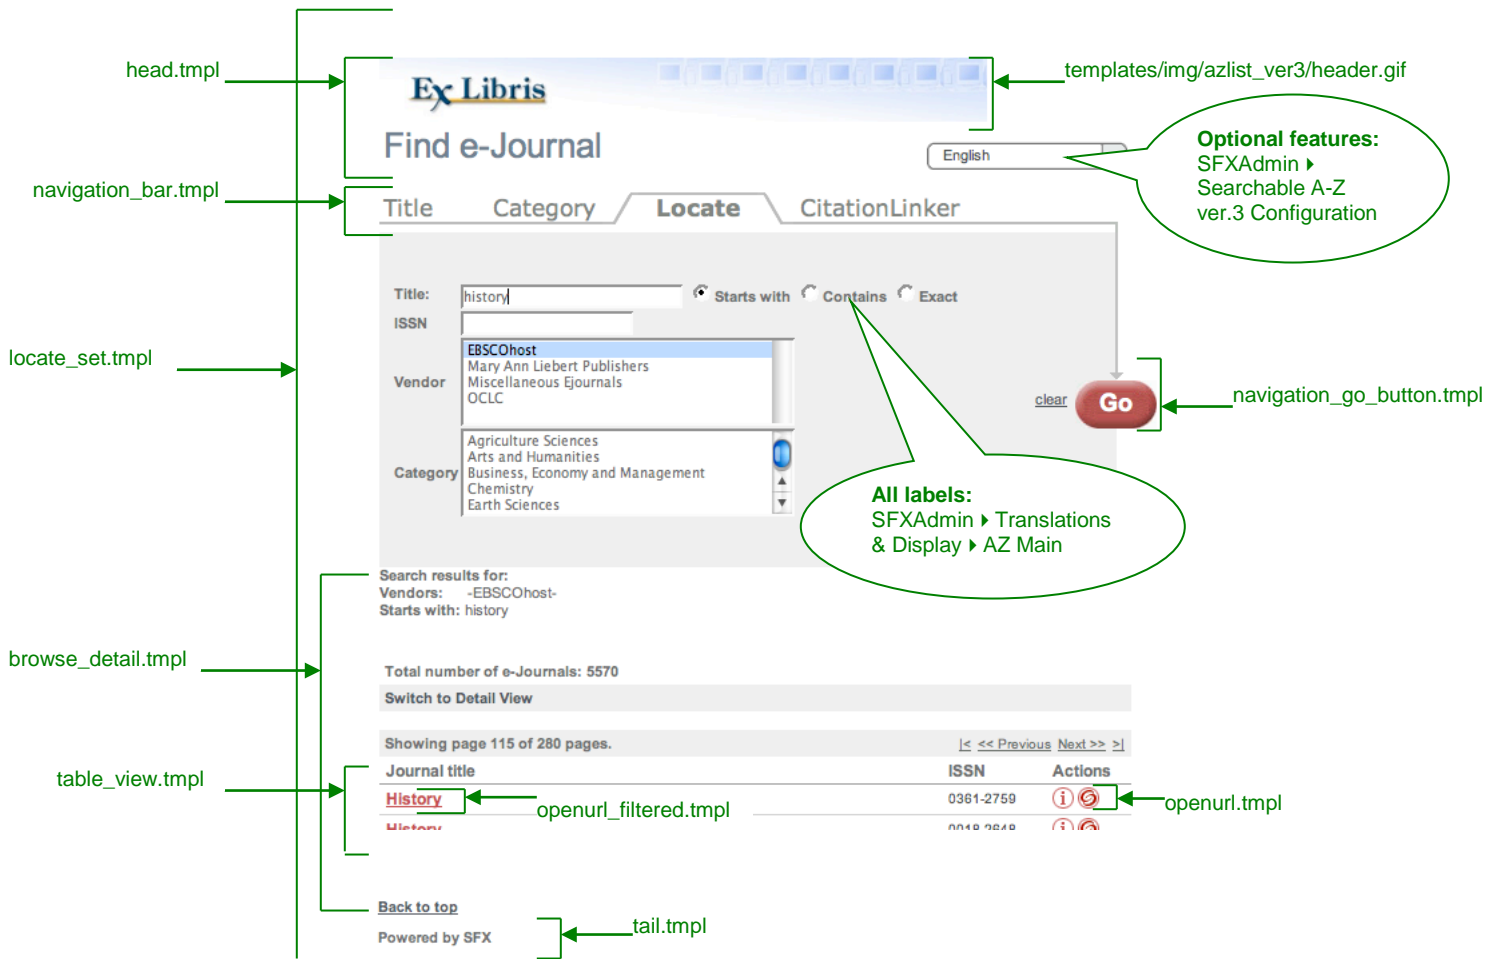 head.tmpl
templates/img/azlist_ver3/header.gif
Ex Libris
Find e-Journal
English
Optional features:
SFXAdmin ▸
Searchable A-Z
ver.3 Configuration
navigation_bar.tmpl
Title Category Locate CitationLinker
Title: history Starts with Contains Exact
ISSN
locate_set.tmpl
Vendor
EBSCOhost
Mary Ann Liebert Publishers
Miscellaneous Ejournals
OCLC
clear Go
navigation_go_button.tmpl
Category
Agriculture Sciences
Arts and Humanities
Business, Economy and Management
Chemistry
Earth Sciences
All labels:
SFXAdmin ▸ Translations
& Display ▸ AZ Main
Search results for:
Vendors: -EBSCOhost-
Starts with: history
browse_detail.tmpl
Total number of e-Journals: 5570
Switch to Detail View
Showing page 115 of 280 pages. |< << Previous Next >> >|
table_view.tmpl
Journal title ISSN Actions
History 0361-2759
openurl_filtered.tmpl
openurl.tmpl
History 0018-2648
Back to top
Powered by SFX
tail.tmpl